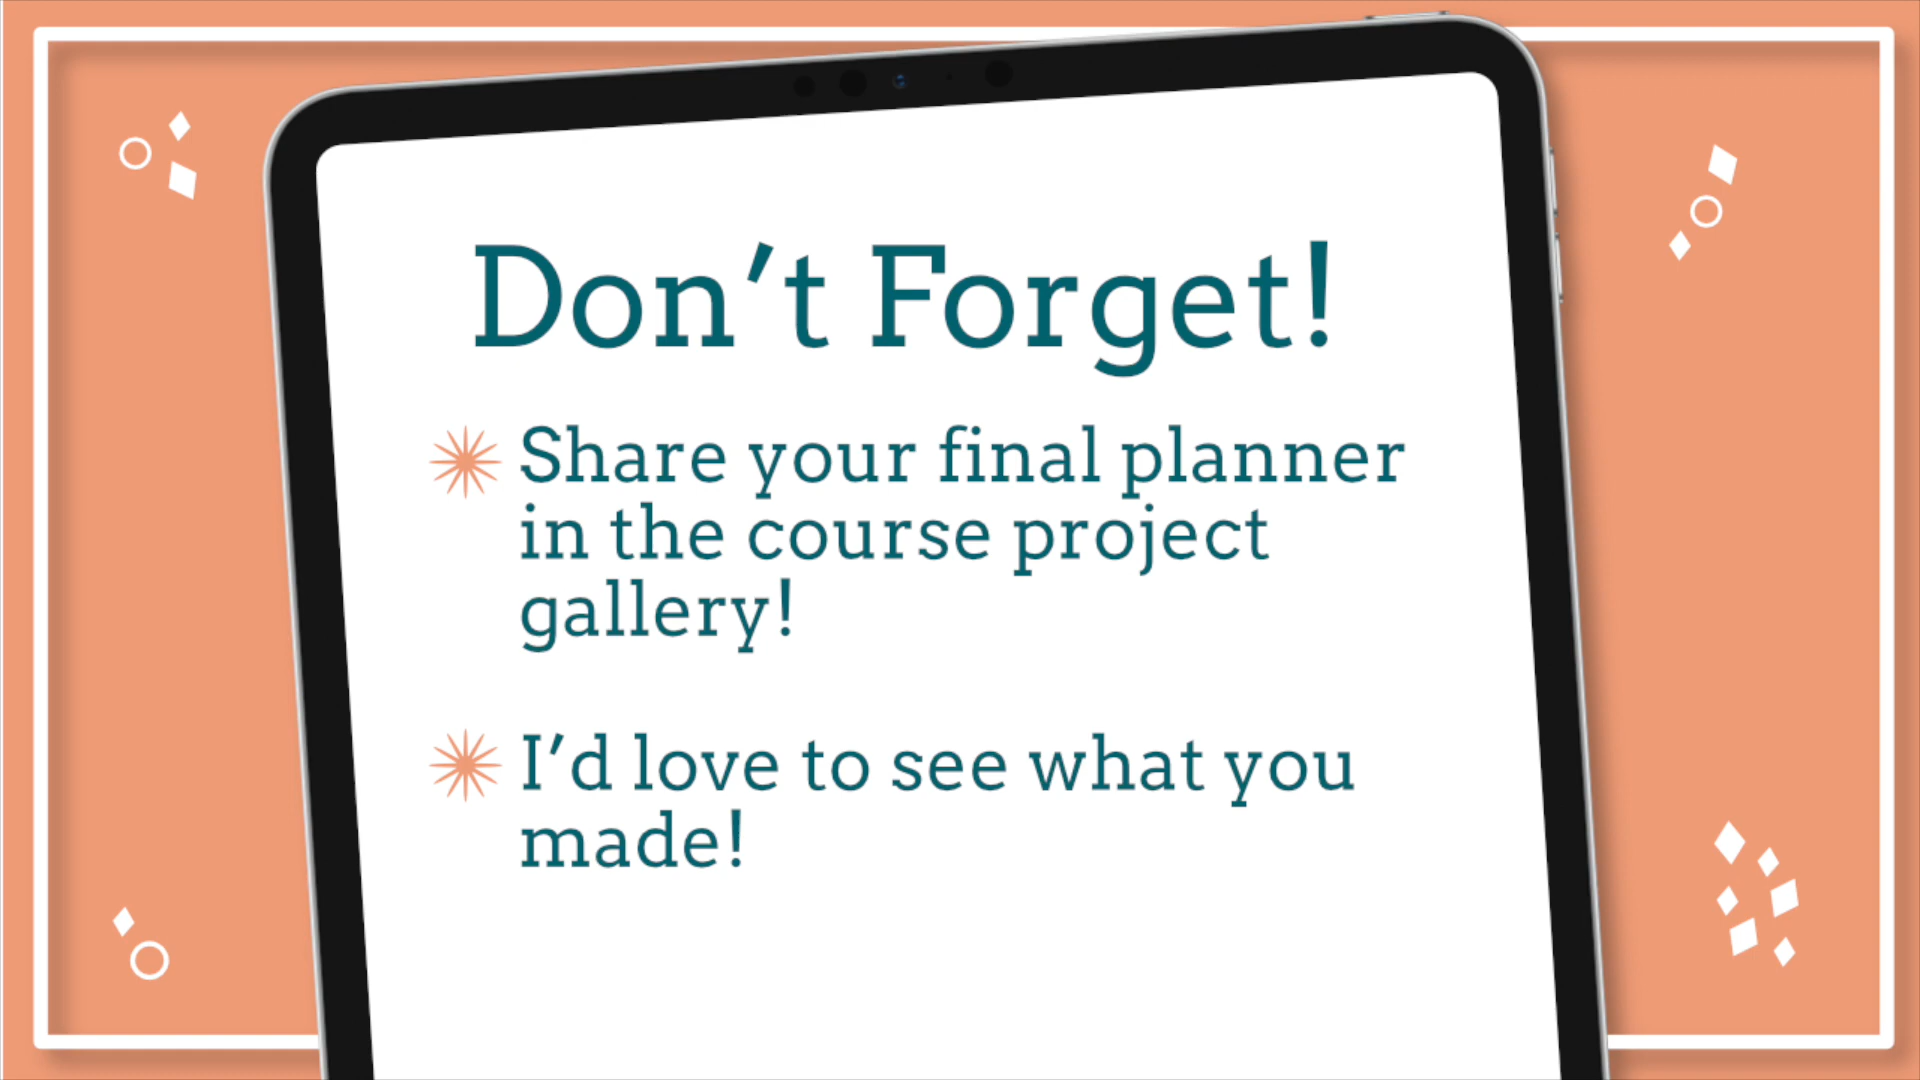 Don’t Forget!
Share your final planner
in the course project
gallery!
I’d love to see what you
made!